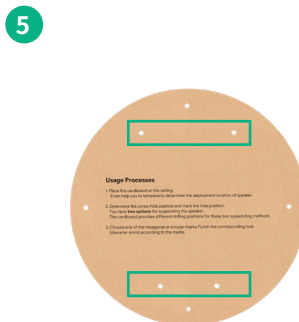 5
Usage Processes
1. Place the cardboard on the ceiling.
It can help you to temporarily determine the deployment location of speaker.
2. Determine the screw hole position and mark the hole position.
You have two options for suspending the speaker.
The cardboard provides different drilling positions for these two suspending methods.
3. Choose one of the hexagonal or circular marks. Punch the corresponding hole
(diameter 6mm) according to the marks.